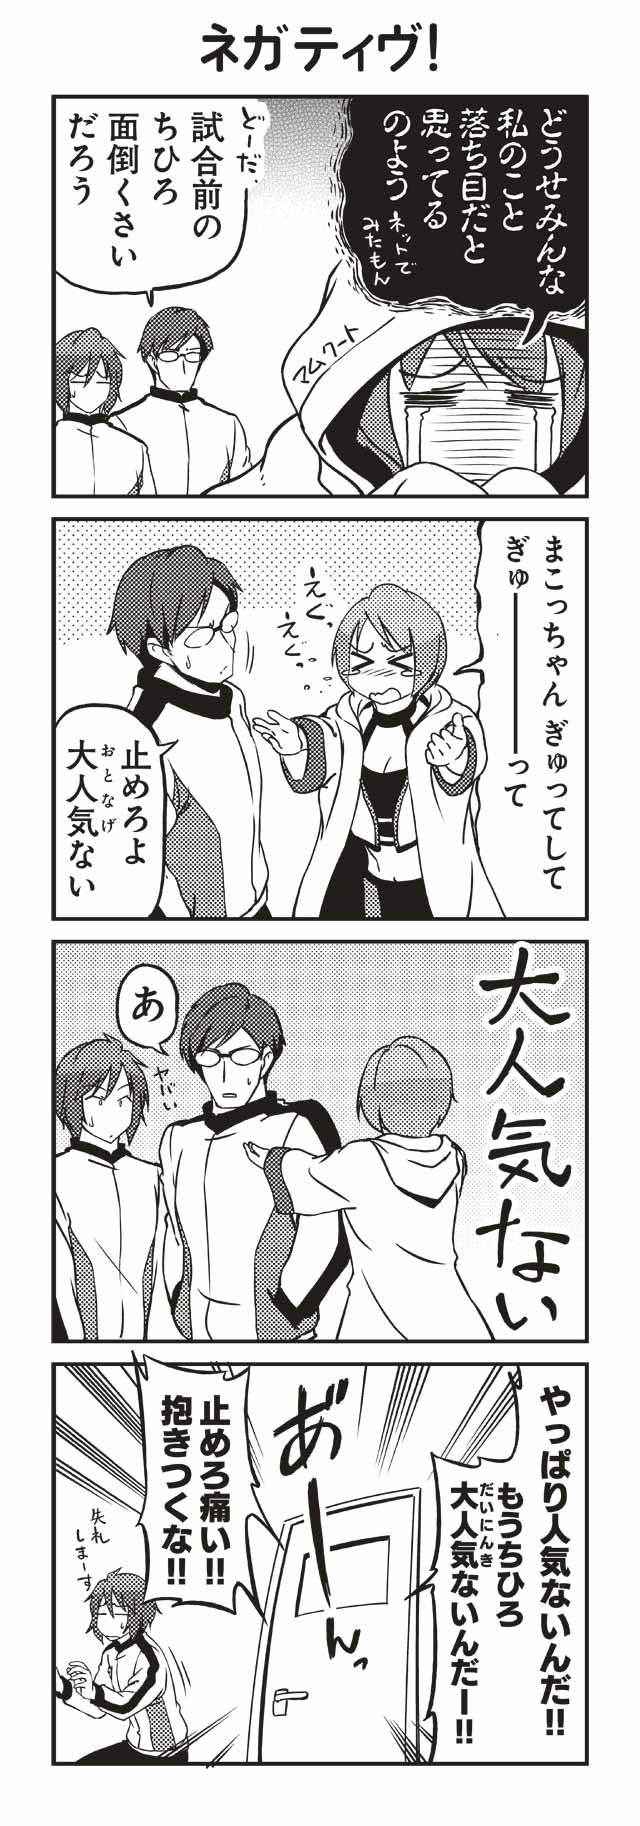 ネガティヴ!
どうせみんな
私のこと
落ち目だと
思ってる
のよう
ネットで
みたもん
マムクート
どーだ
試合前の
ちひろ
面倒くさい
だろう
まこっちゃん ぎゅってして
ぎゅーーーって
えぐっ
えぐっ
止めろよ
大人気ない
おとなげ
大人気ない
あ
ヤバい
やっぱり人気ないんだ!!
もうちひろ
大人気ないんだー!!
だいにんき
あ゛ーんっ
止めろ痛い!!
抱きつくな!!
失礼
しまーす